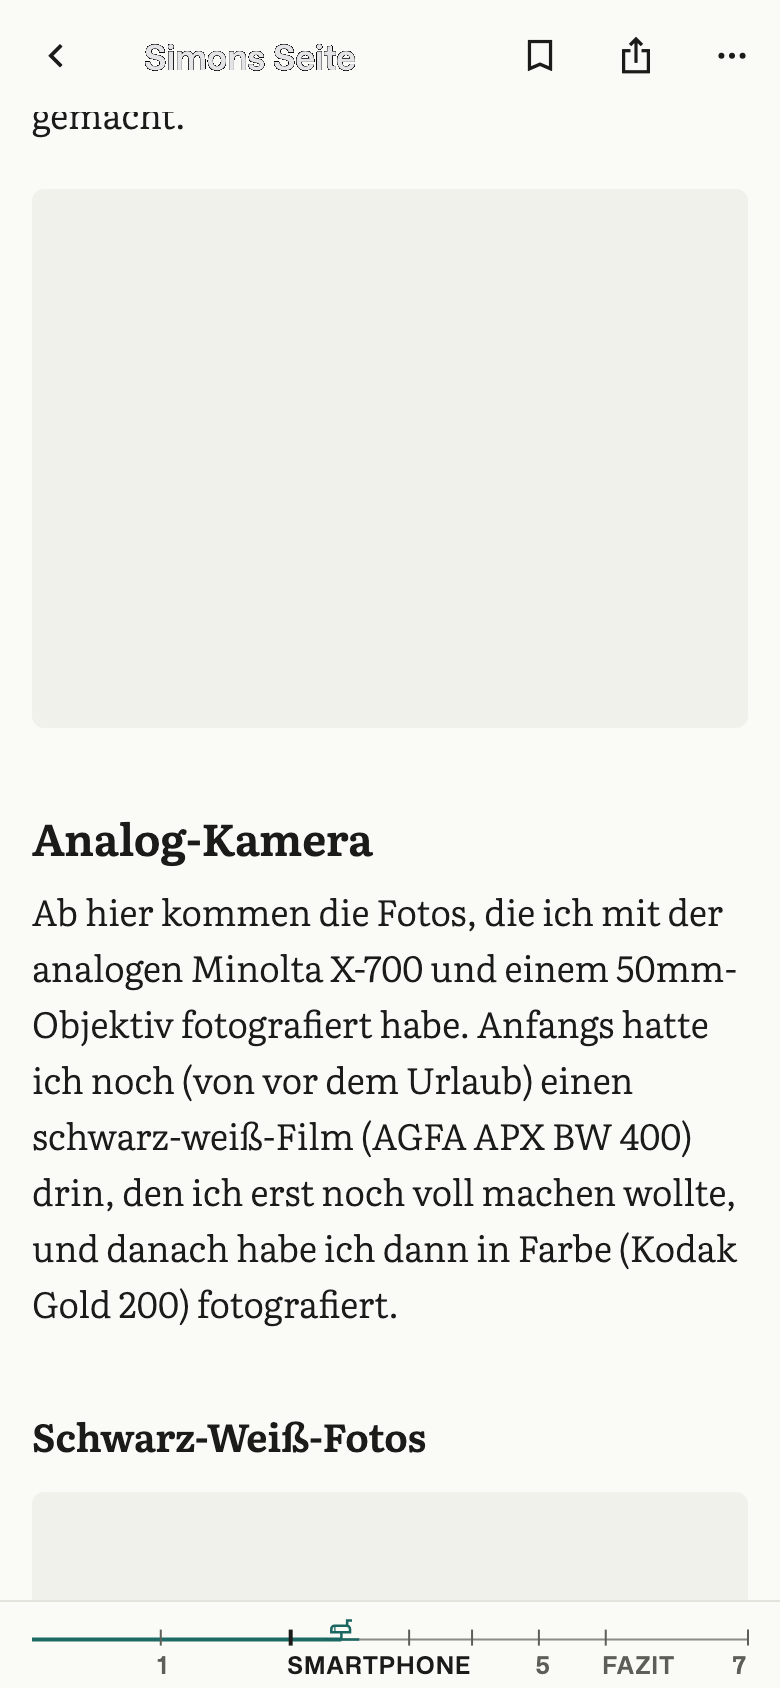 Simons Seite
gemacht.
Analog-Kamera
Ab hier kommen die Fotos, die ich mit der
analogen Minolta X-700 und einem 50mm-
Objektiv fotografiert habe. Anfangs hatte
ich noch (von vor dem Urlaub) einen
schwarz-weiß-Film (AGFA APX BW 400)
drin, den ich erst noch voll machen wollte,
und danach habe ich dann in Farbe (Kodak
Gold 200) fotografiert.
Schwarz-Weiß-Fotos
1 SMARTPHONE 5 FAZIT 7